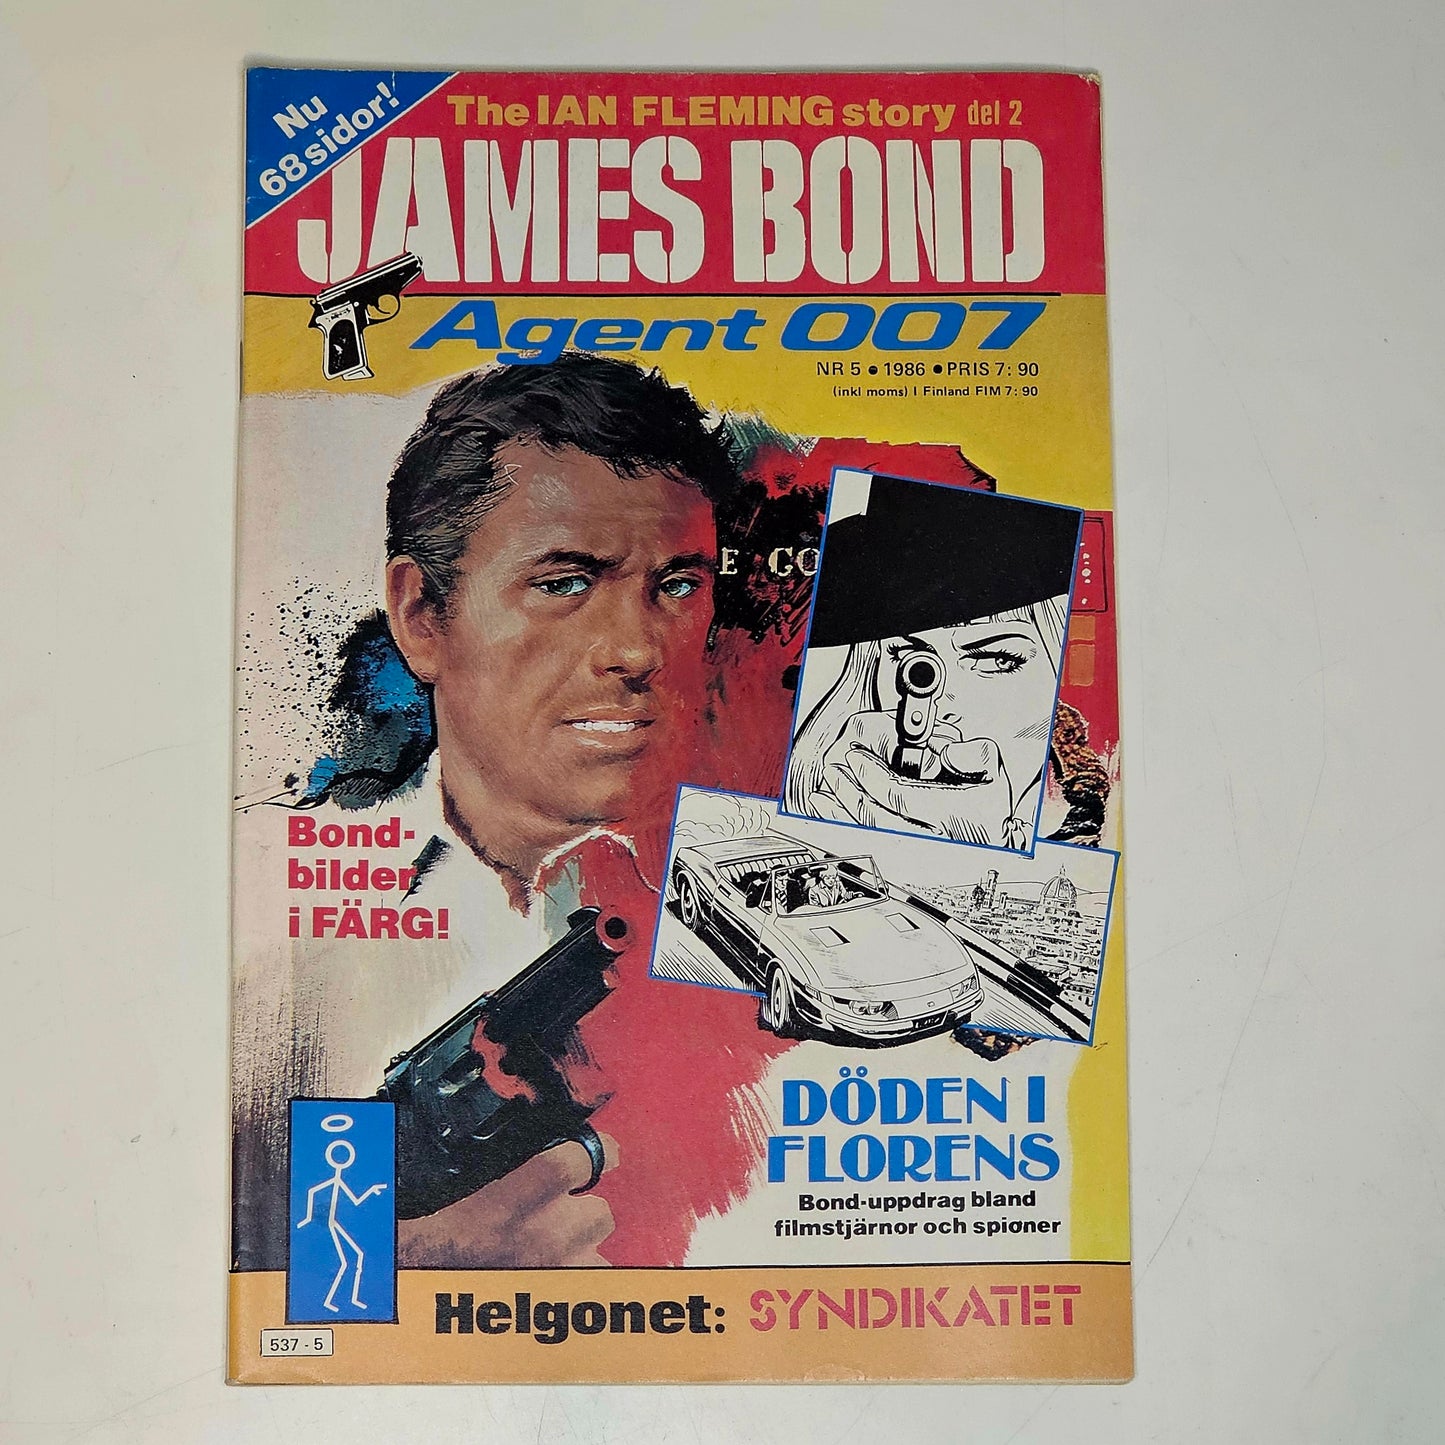 Nu
68 sidor!
The IAN FLEMING story del 2
JAMES BOND
Agent 007
NR 5 • 1986 • PRIS 7: 90
(inkl moms) I Finland FIM 7: 90
E GO
Bond-
bilder
i FÄRG!
DÖDEN I
FLORENS
Bond-uppdrag bland
filmstjärnor och spioner
Helgonet: SYNDIKATET
537 - 5